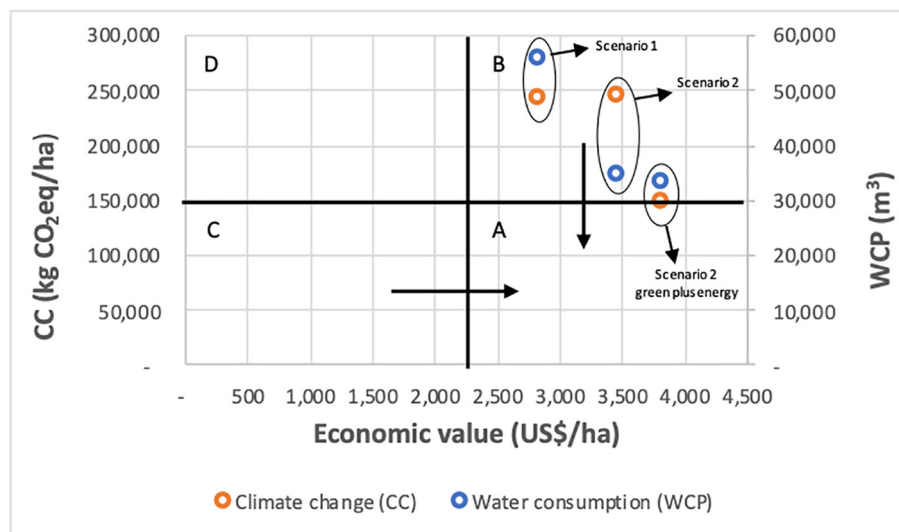 300,000
250,000
200,000
150,000
100,000
50,000
-
CC (kg CO₂eq/ha)
D
B
C
A
Scenario 1
Scenario 2
Scenario 2
green plus energy
60,000
50,000
40,000
30,000
20,000
10,000
-
WCP (m³)
- 500 1,000 1,500 2,000 2,500 3,000 3,500 4,000 4,500
Economic value (US$/ha)
Climate change (CC) Water consumption (WCP)